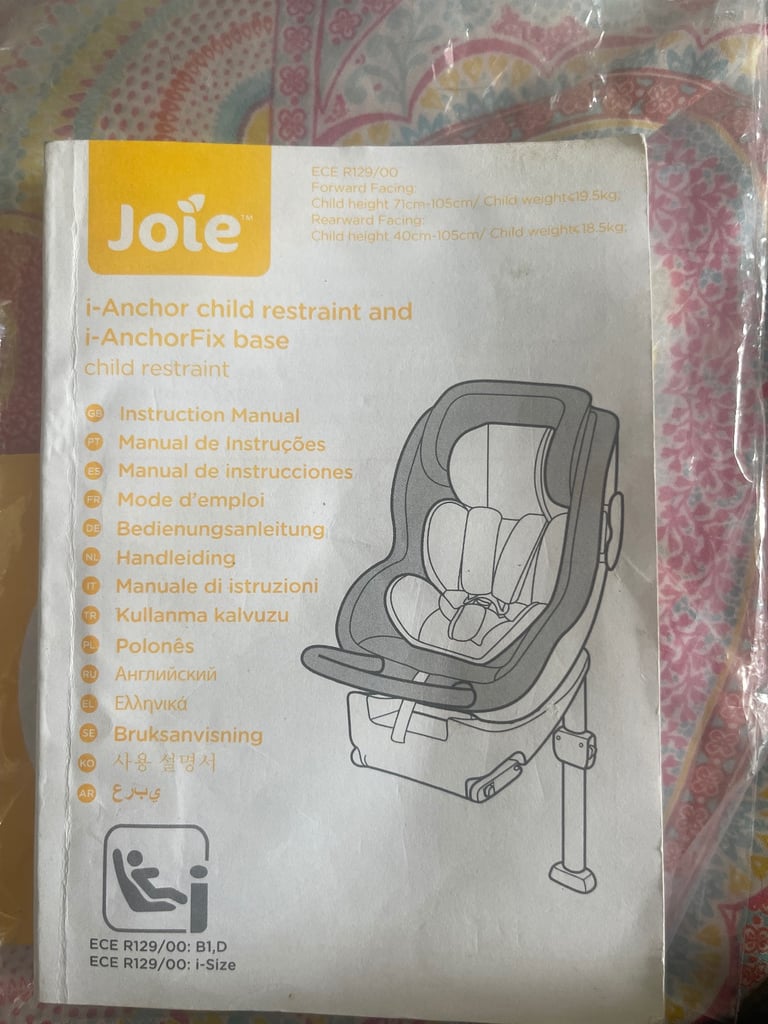 Joie™
ECE R129/00
Forward Facing:
Child height 71cm-105cm/ Child weight⩽19.5kg;
Rearward Facing:
Child height 40cm-105cm/ Child weight⩽18.5kg;
i-Anchor child restraint and
i-AnchorFix base
child restraint
GB Instruction Manual
PT Manual de Instruções
ES Manual de instrucciones
FR Mode d'emploi
DE Bedienungsanleitung
NL Handleiding
IT Manuale di istruzioni
TR Kullanma kalvuzu
PL Polonês
RU Английский
EL Ελληνικά
SE Bruksanvisning
KO 사용 설명서
AR عربي
i
ECE R129/00: B1,D
ECE R129/00: i-Size